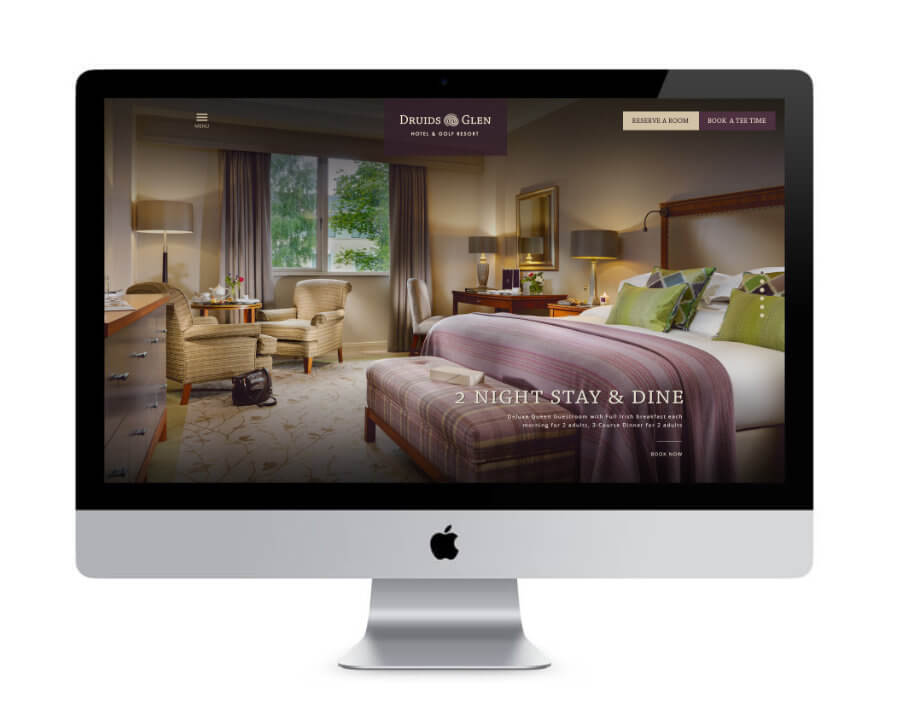 MENU
DRUIDS GLEN
HOTEL & GOLF RESORT
RESERVE A ROOM
BOOK A TEE TIME
2 NIGHT STAY & DINE
Deluxe Queen Guestroom with Full Irish breakfast each
morning for 2 adults, 3-Course Dinner for 2 adults
BOOK NOW